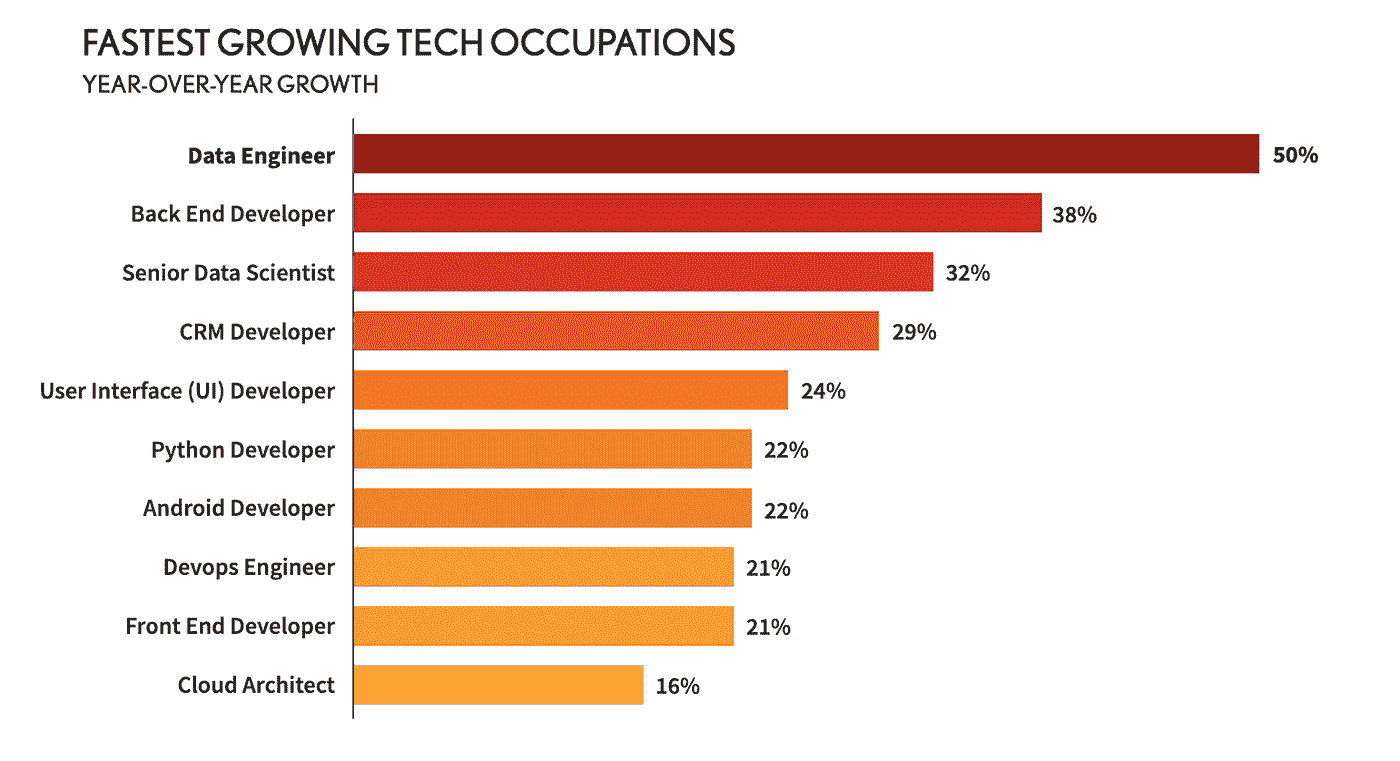 FASTEST GROWING TECH OCCUPATIONS
YEAR-OVER-YEAR GROWTH
Data Engineer 50%
Back End Developer 38%
Senior Data Scientist 32%
CRM Developer 29%
User Interface (UI) Developer 24%
Python Developer 22%
Android Developer 22%
Devops Engineer 21%
Front End Developer 21%
Cloud Architect 16%